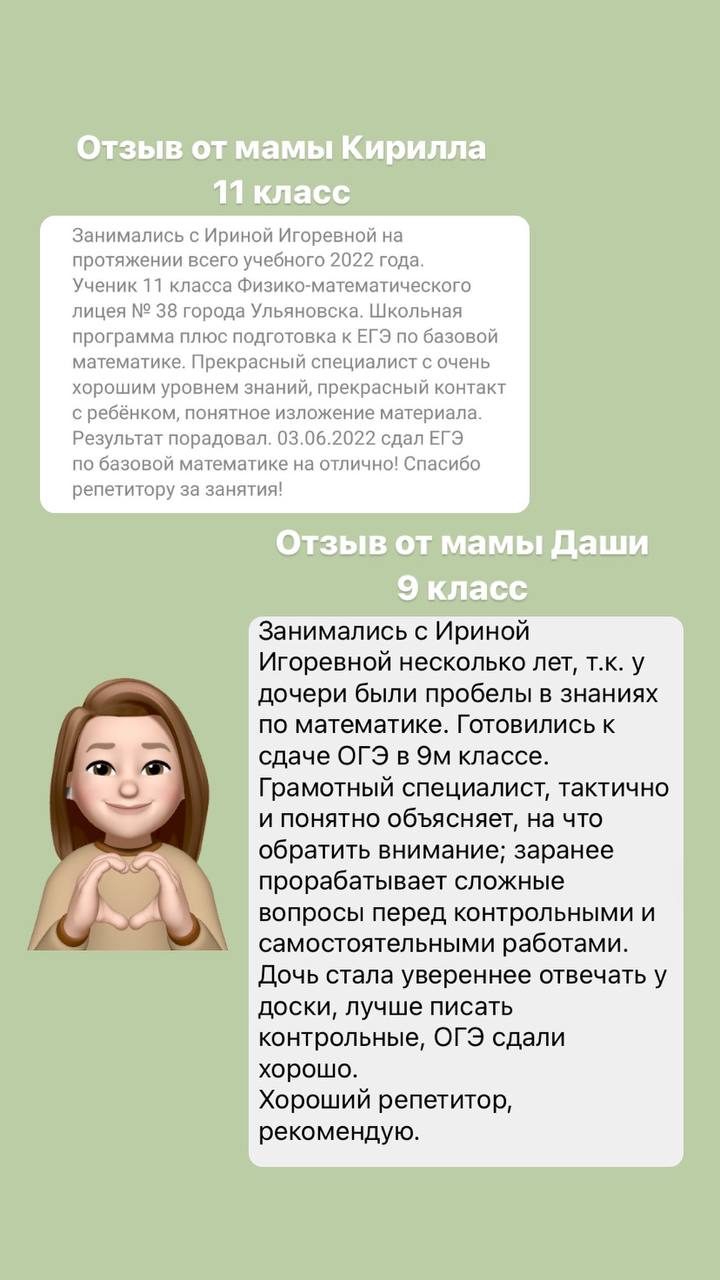 Отзыв от мамы Кирилла
11 класс
Занимались с Ириной Игоревной на
протяжении всего учебного 2022 года.
Ученик 11 класса Физико-математического
лицея № 38 города Ульяновска. Школьная
программа плюс подготовка к ЕГЭ по базовой
математике. Прекрасный специалист с очень
хорошим уровнем знаний, прекрасный контакт
с ребёнком, понятное изложение материала.
Результат порадовал. 03.06.2022 сдал ЕГЭ
по базовой математике на отлично! Спасибо
репетитору за занятия!
Отзыв от мамы Даши
9 класс
Занимались с Ириной
Игоревной несколько лет, т.к. у
дочери были пробелы в знаниях
по математике. Готовились к
сдаче ОГЭ в 9м классе.
Грамотный специалист, тактично
и понятно объясняет, на что
обратить внимание; заранее
прорабатывает сложные
вопросы перед контрольными и
самостоятельными работами.
Дочь стала увереннее отвечать у
доски, лучше писать
контрольные, ОГЭ сдали
хорошо.
Хороший репетитор,
рекомендую.